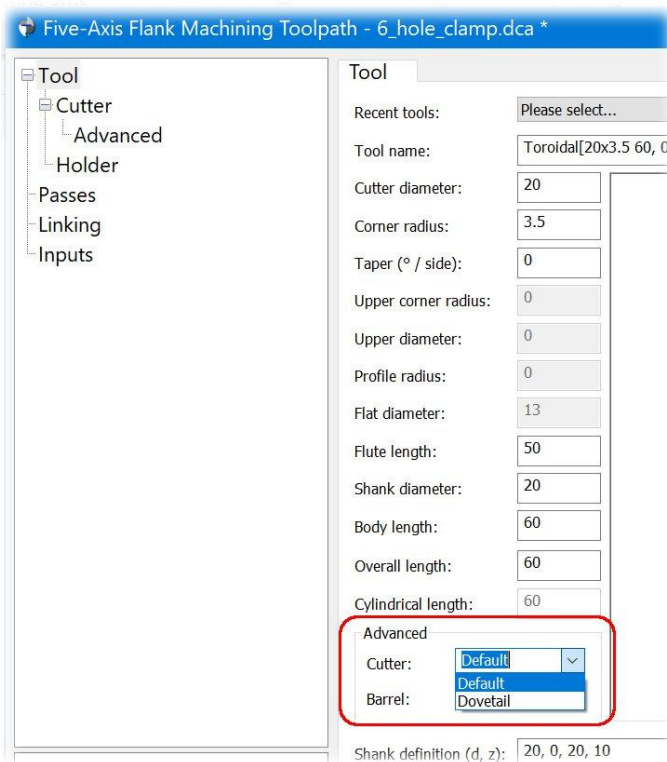 Five-Axis Flank Machining Toolpath - 6_hole_clamp.dca *
Tool
Cutter
Advanced
Holder
Passes
Linking
Inputs
Tool
Recent tools: Please select...
Tool name: Toroidal[20x3.5 60, 0
Cutter diameter: 20
Corner radius: 3.5
Taper (° / side): 0
Upper corner radius: 0
Upper diameter: 0
Profile radius: 0
Flat diameter: 13
Flute length: 50
Shank diameter: 20
Body length: 60
Overall length: 60
Cylindrical length: 60
Advanced
Cutter: Default
Default
Barrel: Dovetail
Shank definition (d, z): 20, 0, 20, 10